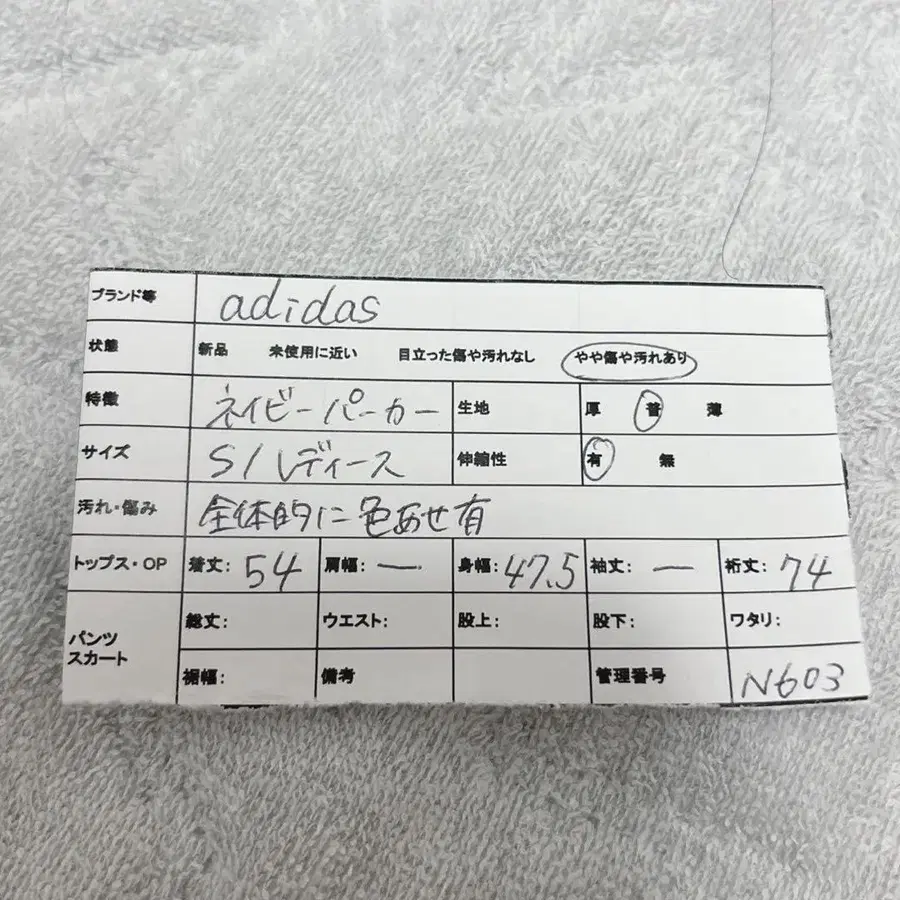 ブランド等 adidas
状態 新品 未使用に近い 目立った傷や汚れなし やや傷や汚れあり
特徴 ネイビーパーカー 生地 厚 普 薄
サイズ S/レディース 伸縮性 有 無
汚れ・傷み 全体的に色あせ有
トップス・OP 着丈: 54 肩幅: — 身幅: 47.5 袖丈: — 裄丈: 74
パンツ
スカート
総丈: ウエスト: 股上: 股下: ワタリ:
裾幅: 備考 管理番号 N603